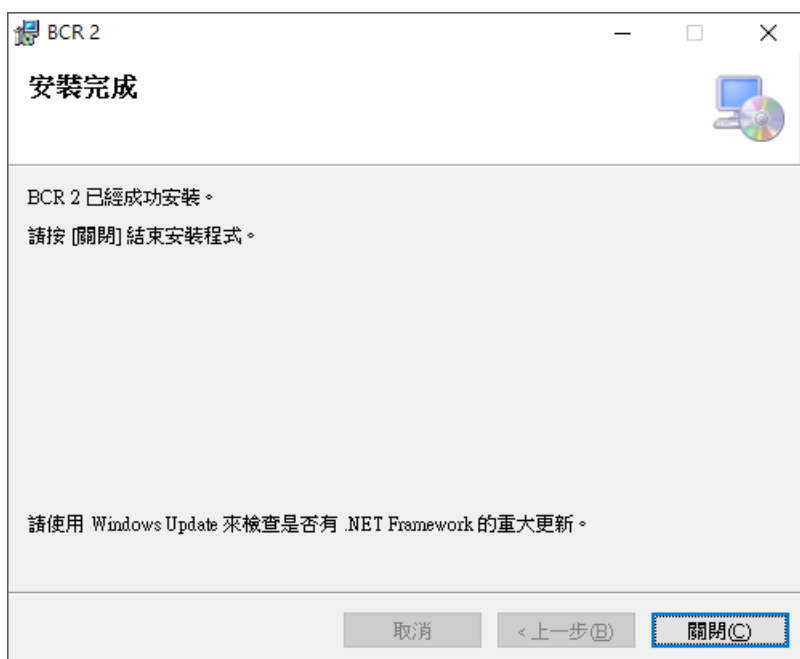 BCR 2
安裝完成
BCR 2 已經成功安裝。
請按 [關閉] 結束安裝程式。
請使用 Windows Update 來檢查是否有 .NET Framework 的重大更新。
取消
< 上一步(B)
關閉(C)